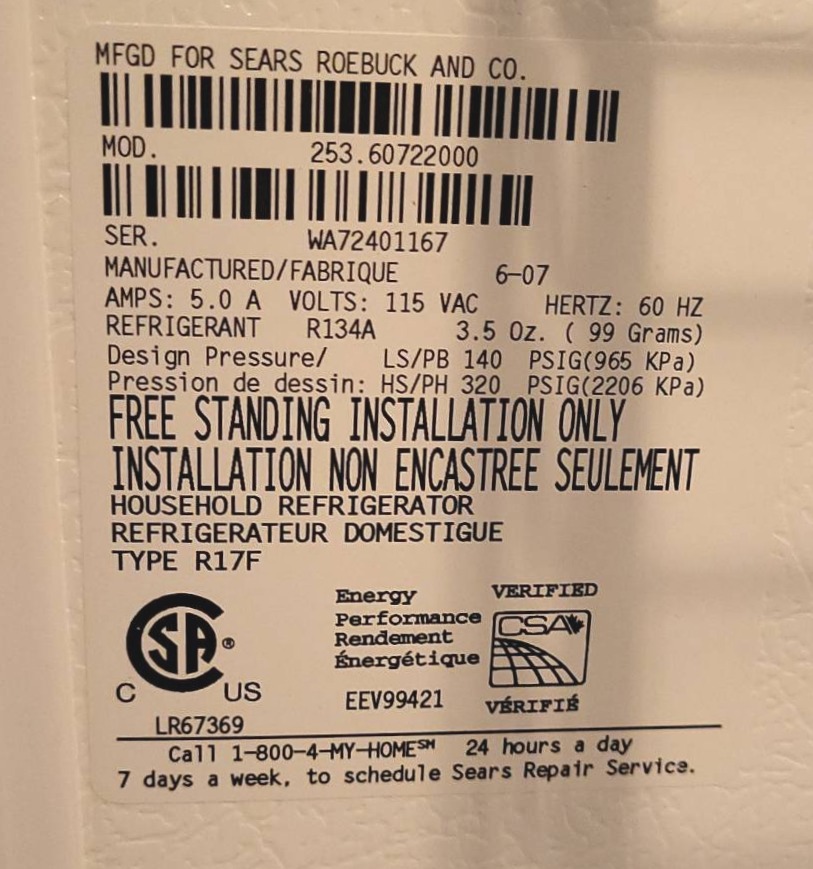 MFGD FOR SEARS ROEBUCK AND CO.
MOD. 253.60722000
SER. WA72401167
MANUFACTURED/FABRIQUE 6-07
AMPS: 5.0 A VOLTS: 115 VAC HERTZ: 60 HZ
REFRIGERANT R134A 3.5 Oz. ( 99 Grams)
Design Pressure/ LS/PB 140 PSIG(965 KPa)
Pression de dessin: HS/PH 320 PSIG(2206 KPa)
FREE STANDING INSTALLATION ONLY
INSTALLATION NON ENCASTREE SEULEMENT
HOUSEHOLD REFRIGERATOR
REFRIGERATEUR DOMESTIGUE
TYPE R17F
SA®
C US
LR67369
Energy
Performance
Rendement
Énergétique
EEV99421
VERIFIED
CSA
VÉRIFIÉ
Call 1-800-4-MY-HOME℠ 24 hours a day
7 days a week, to schedule Sears Repair Service.